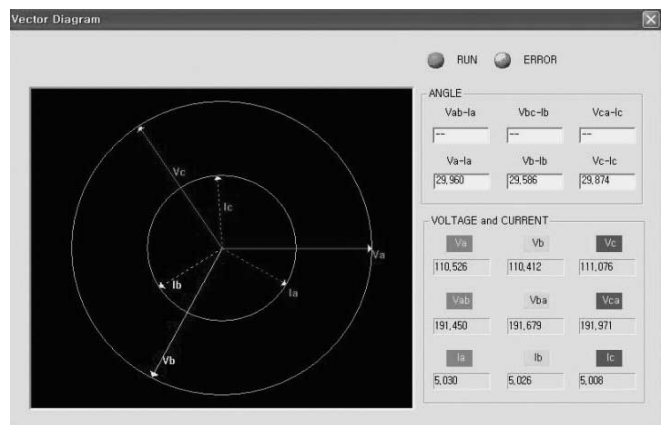 Vector Diagram
RUN ERROR
ANGLE
Vab-Ia Vbc-Ib Vca-Ic
-- -- --
Va-Ia Vb-Ib Vc-Ic
29,960 29,586 29,874
VOLTAGE and CURRENT
Va Vb Vc
110,526 110,412 111,076
Vab Vba Vca
191,450 191,679 191,971
Ia Ib Ic
5,030 5,026 5,008
Vc
Ic
Va
Ib
Ia
Vb